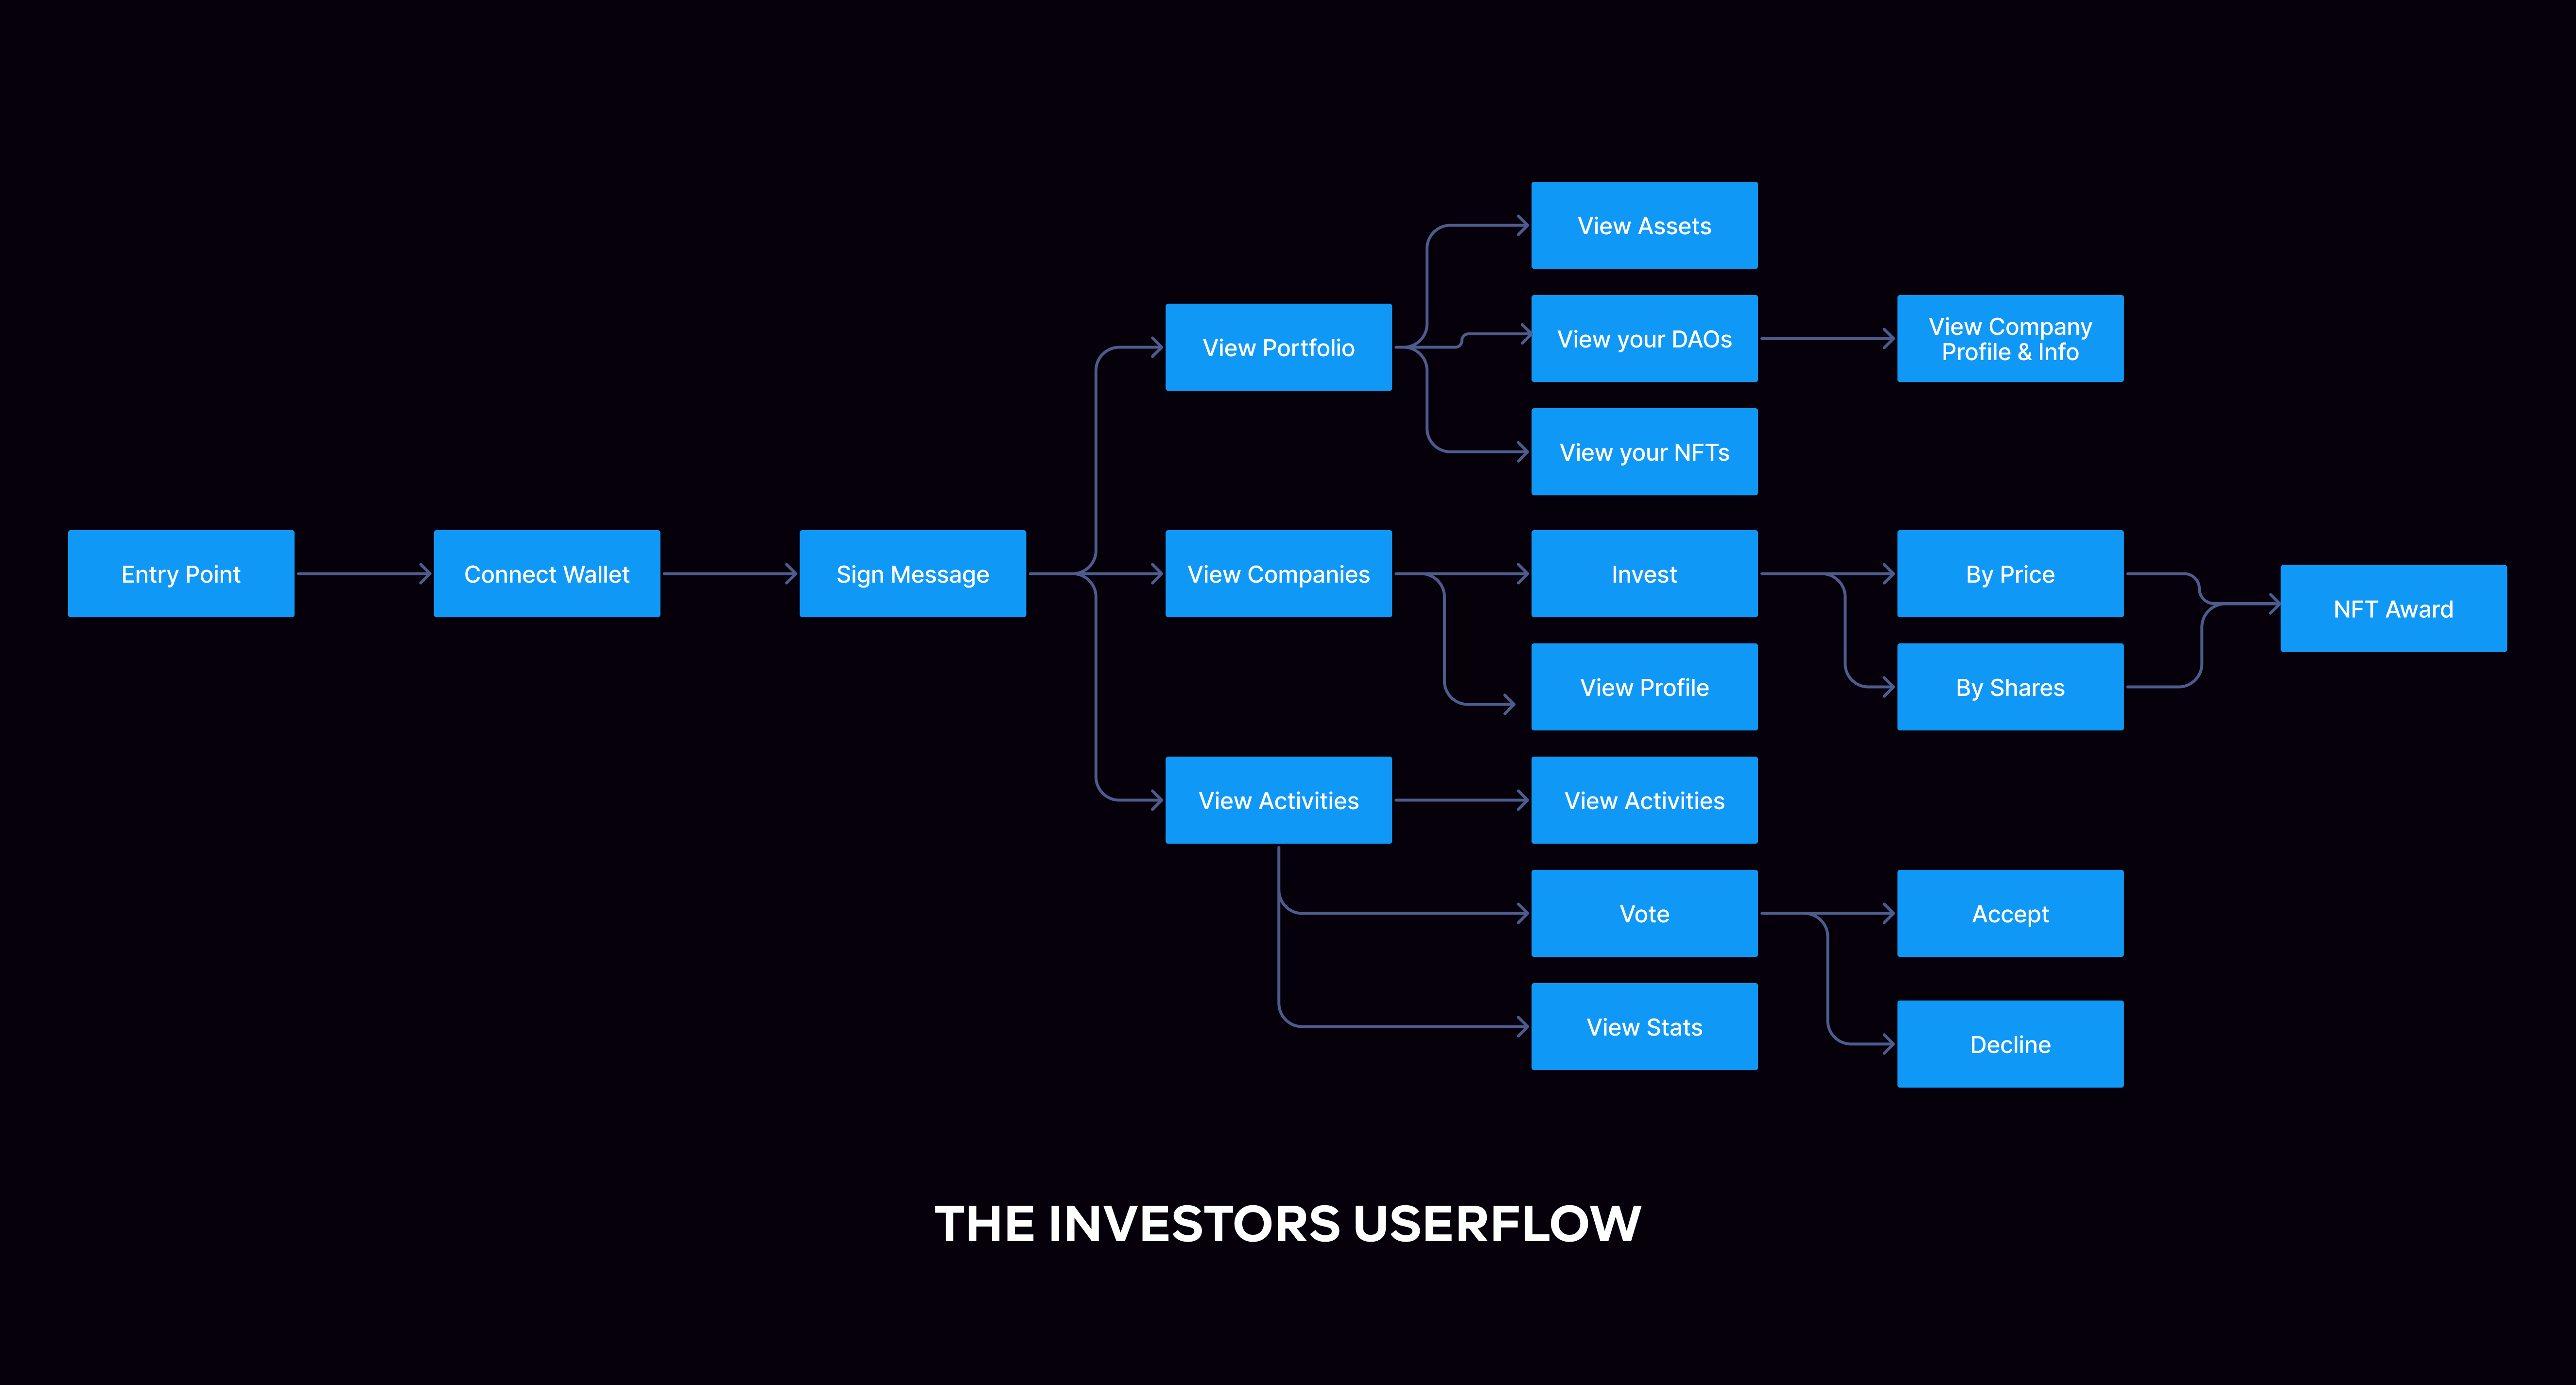 View Assets
View Portfolio
View your DAOs
View Company
Profile & Info
View your NFTs
Entry Point
Connect Wallet
Sign Message
View Companies
Invest
By Price
NFT Award
View Profile
By Shares
View Activities
View Activities
Vote
Accept
View Stats
Decline
THE INVESTORS USERFLOW